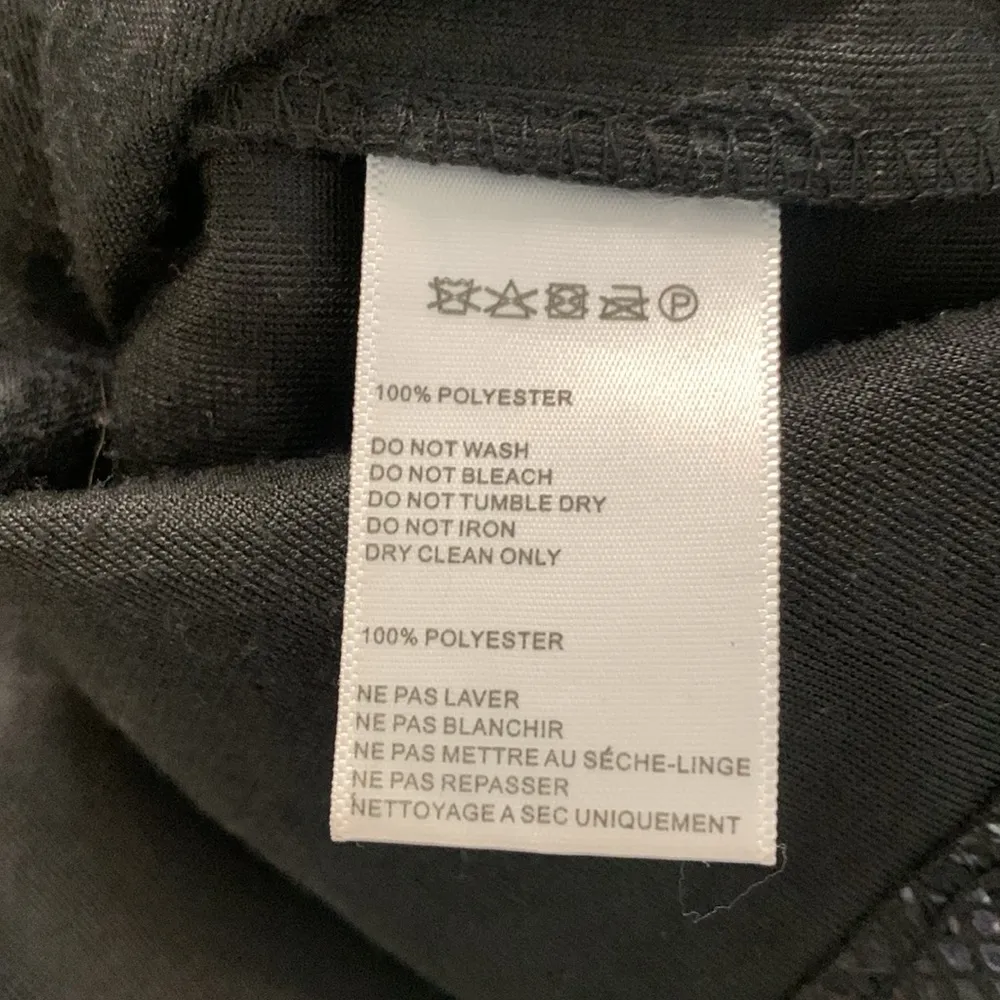 P
100% POLYESTER
DO NOT WASH
DO NOT BLEACH
DO NOT TUMBLE DRY
DO NOT IRON
DRY CLEAN ONLY
100% POLYESTER
NE PAS LAVER
NE PAS BLANCHIR
NE PAS METTRE AU SÉCHE-LINGE
NE PAS REPASSER
NETTOYAGE A SEC UNIQUEMENT